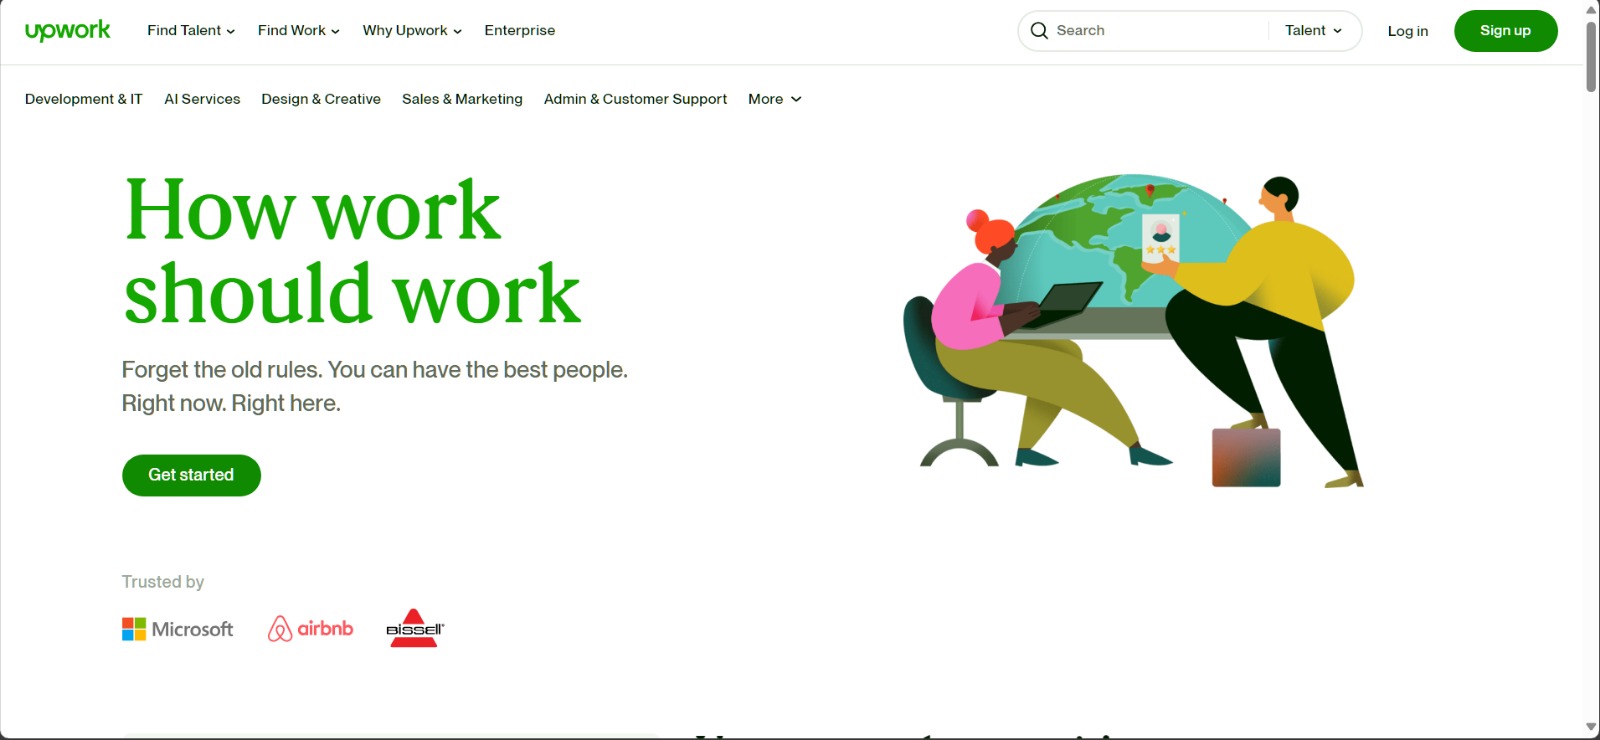 upwork
Find Talent
Find Work
Why Upwork
Enterprise
Search
Talent
Log in
Sign up
Development & IT
AI Services
Design & Creative
Sales & Marketing
Admin & Customer Support
More
How work
should work
Forget the old rules. You can have the best people.
Right now. Right here.
Get started
Trusted by
Microsoft
airbnb
BISSELL